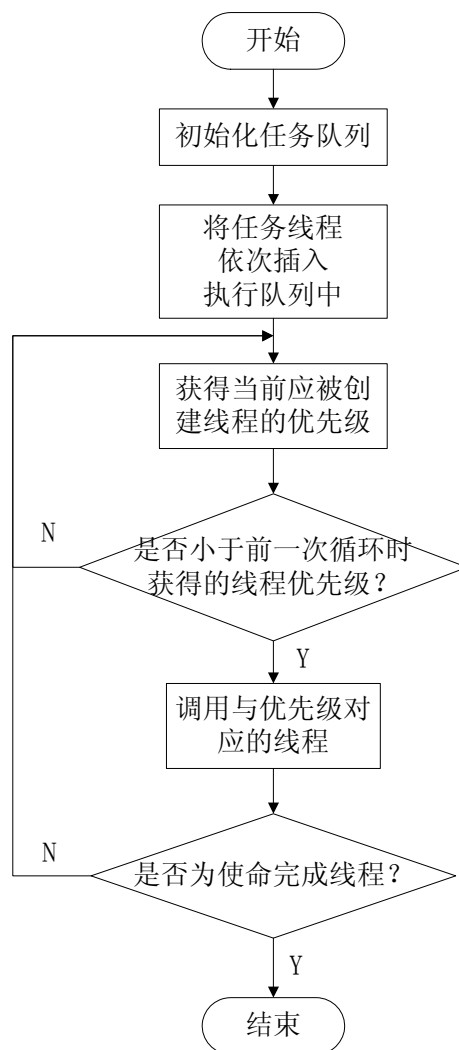 开始
初始化任务队列
将任务线程
依次插入
执行队列中
获得当前应被创
建线程的优先级
N
是否小于前一次循环时
获得的线程优先级？
Y
调用与优先级对
应的线程
N
是否为使命完成线程？
Y
结束